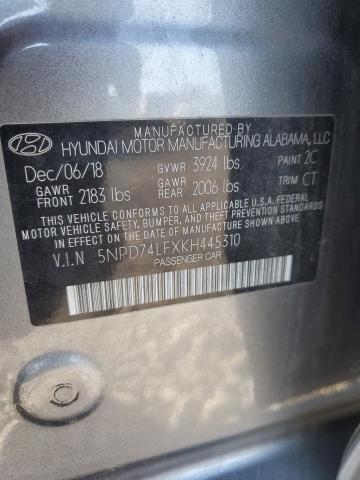 MANUFACTURED BY
HYUNDAI MOTOR MANUFACTURING ALABAMA, LLC
Dec/06/18 GVWR 3924 lbs PAINT 2C
GAWR FRONT 2183 lbs GAWR REAR 2006 lbs TRIM CT
THIS VEHICLE CONFORMS TO ALL APPLICABLE U.S.A. FEDERAL
MOTOR VEHICLE SAFETY, BUMPER, AND THEFT PREVENTION
STANDARDS IN EFFECT ON THE DATE OF MANUFACTURE SHOWN ABOVE.
V.I.N 5NPD74LFXKH445310
PASSENGER CAR